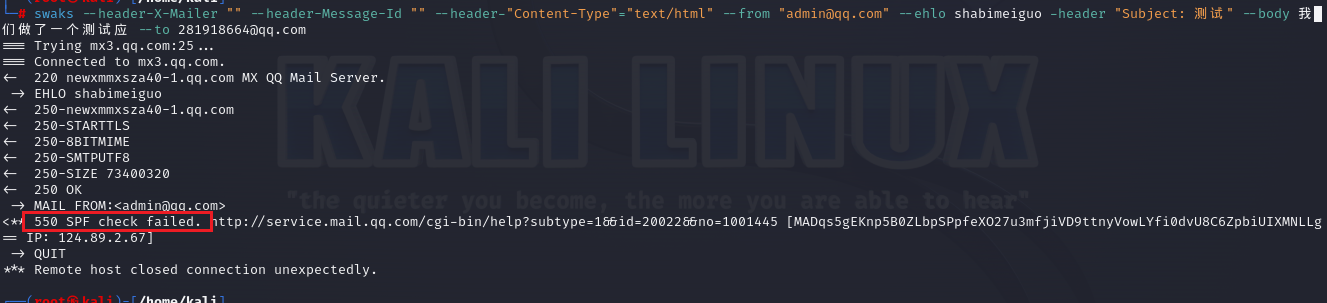 └─# swaks --header-X-Mailer "" --header-Message-Id "" --header-"Content-Type"="text/html" --from "admin@qq.com" --ehlo shabimeiguo -header "Subject: 测试" --body 我
们做了一个测试应 --to 281918664@qq.com
=== Trying mx3.qq.com:25...
=== Connected to mx3.qq.com.
<-  220 newxmmxsza40-1.qq.com MX QQ Mail Server.
 -> EHLO shabimeiguo
<-  250-newxmmxsza40-1.qq.com
<-  250-STARTTLS
<-  250-8BITMIME
<-  250-SMTPUTF8
<-  250-SIZE 73400320
<-  250 OK
 -> MAIL FROM:<admin@qq.com>
<** 550 SPF check failed. http://service.mail.qq.com/cgi-bin/help?subtype=1&&id=20022&&no=1001445 [MADqs5gEKnp5B0ZLbpSPpfeXO27u3mfjiVD9ttnyVowLYfi0dvU8C6ZpbiUIXMNLLg
== IP: 124.89.2.67]
 -> QUIT
*** Remote host closed connection unexpectedly.
(root㉿kali)-[/home/kali]
KALI LINUX
"the quieter you become, the more you are able to hear"